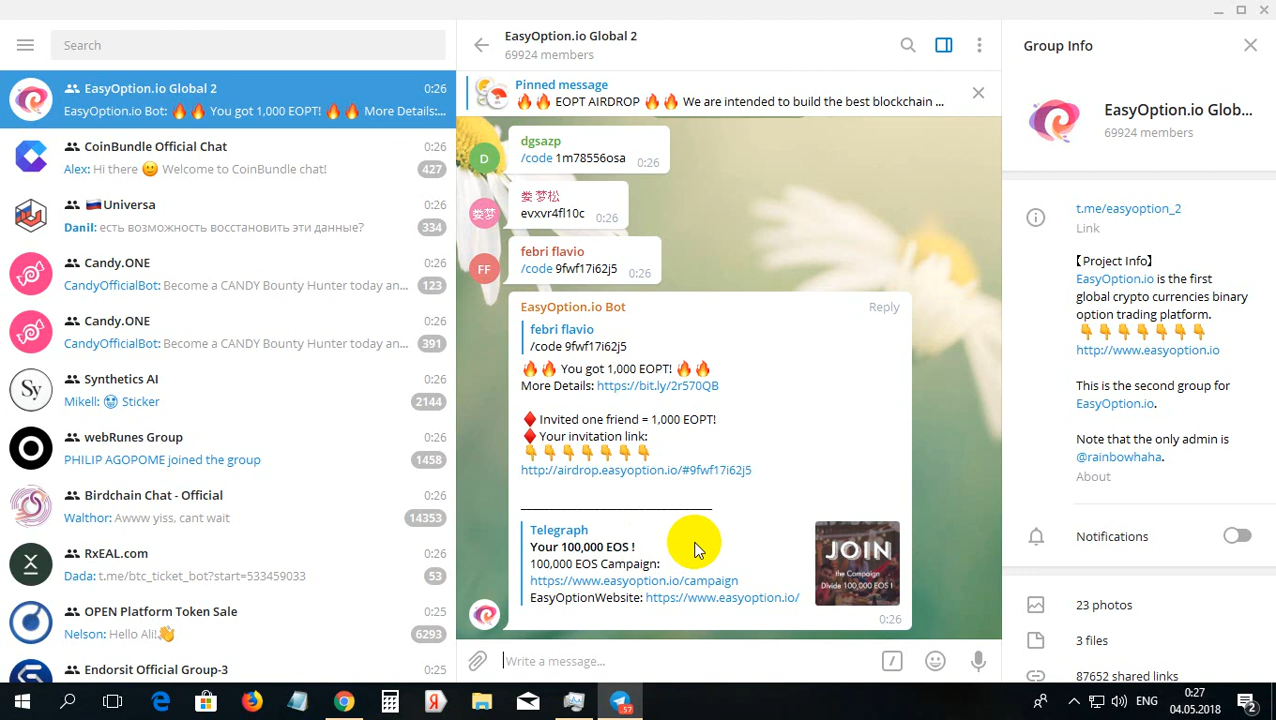 Search
EasyOption.io Global 2 0:26
EasyOption.io Bot: 🔥🔥 You got 1,000 EOPT! 🔥🔥 More Details:...
CoinBundle Official Chat 0:26
Alex: Hi there 🙂 Welcome to CoinBundle chat! 427
🇷🇺Universa 0:26
Danil: есть возможность восстановить эти данные? 334
Candy.ONE 0:26
CandyOfficialBot: Become a CANDY Bounty Hunter today an... 123
Candy.ONE 0:26
CandyOfficialBot: Become a CANDY Bounty Hunter today an... 391
Sy
Synthetics AI 0:26
Mikell: Sticker 2144
webRunes Group 0:26
PHILIP AGOPOME joined the group 1458
Birdchain Chat - Official 0:26
Walthor: Awww yiss, cant wait 14353
RxEAL.com 0:26
Dada: t.me/btc_ticket_bot?start=533459033 53
OPEN Platform Token Sale 0:25
Nelson: Hello Ali!👋 6293
Endorsit Official Group-3 0:25
EasyOption.io Global 2
69924 members
Pinned message
🔥🔥 EOPT AIRDROP 🔥🔥 We are intended to build the best blockchain ...
D
dgsazp
/code 1m78556osa 0:26
娄梦
娄 梦松
evxvr4fl10c 0:26
FF
febri flavio
/code 9fwf17i62j5 0:26
EasyOption.io Bot Reply
febri flavio
/code 9fwf17i62j5
🔥🔥 You got 1,000 EOPT! 🔥🔥
More Details: https://bit.ly/2r570QB
♦️Invited one friend = 1,000 EOPT!
♦️Your invitation link:
👇👇👇👇👇👇👇
http://airdrop.easyoption.io/#9fwf17i62j5
Telegraph
Your 100,000 EOS !
100,000 EOS Campaign:
https://www.easyoption.io/campaign
EasyOptionWebsite: https://www.easyoption.io/
JOIN
the Campaign
Divide 100,000 EOS !
0:26
Write a message...
Group Info
EasyOption.io Glob...
69924 members
t.me/easyoption_2
Link
【Project Info】
EasyOption.io is the first
global crypto currencies binary
option trading platform.
👇👇👇👇👇👇👇
http://www.easyoption.io
This is the second group for
EasyOption.io.
Note that the only admin is
@rainbowhaha.
About
Notifications
23 photos
3 files
87652 shared links
57
ENG
0:27
04.05.2018
2